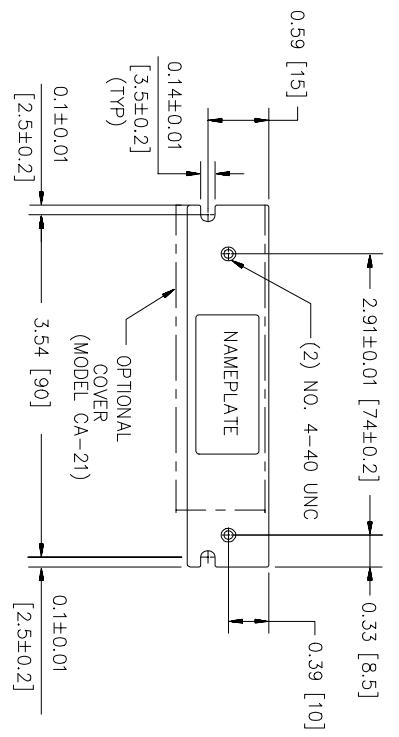 0.59 [15]
0.14±0.01
[3.5±0.2]
(TYP)
0.1±0.01
[2.5±0.2]
2.91±0.01 [74±0.2]
0.33 [8.5]
(2) NO. 4-40 UNC
0.39 [10]
NAMEPLATE
OPTIONAL
COVER
(MODEL CA-21)
3.54 [90]
0.1±0.01
[2.5±0.2]